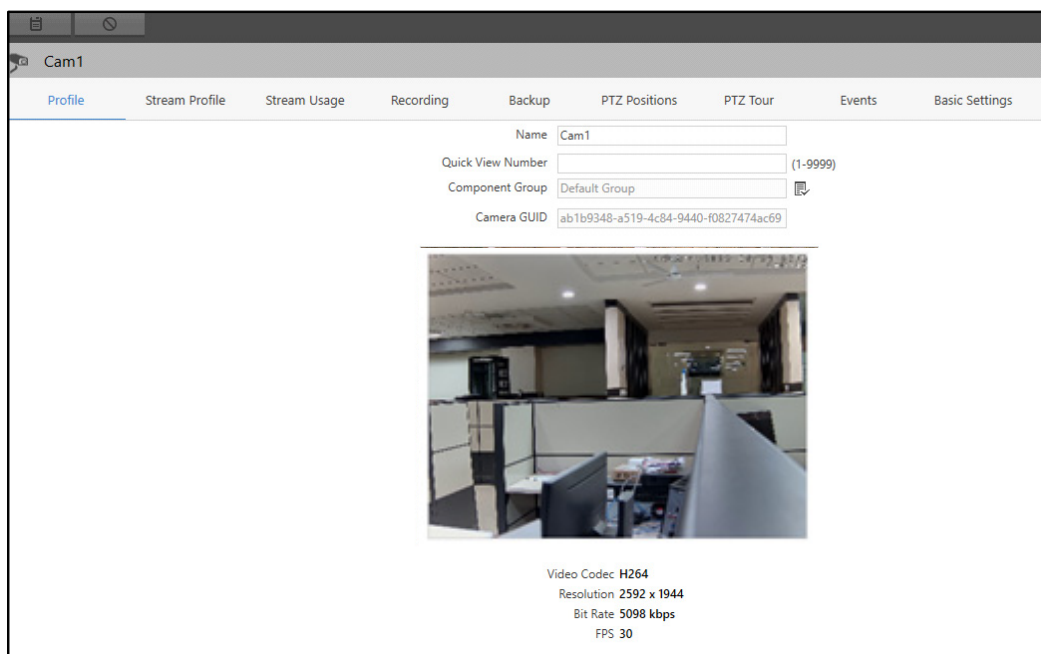 Cam1
Profile Stream Profile Stream Usage Recording Backup PTZ Positions PTZ Tour Events Basic Settings
Name Cam1
Quick View Number (1-9999)
Component Group Default Group
Camera GUID ab1b9348-a519-4c84-9440-f0827474ac69
Video Codec H264
Resolution 2592 x 1944
Bit Rate 5098 kbps
FPS 30